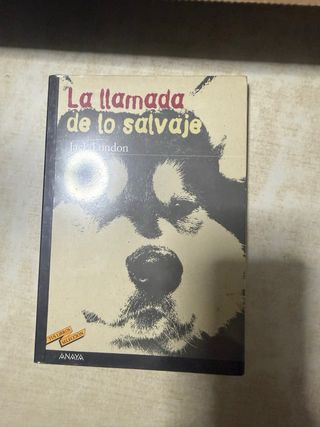 La llamada
de lo salvaje
Jack London
ANAYA